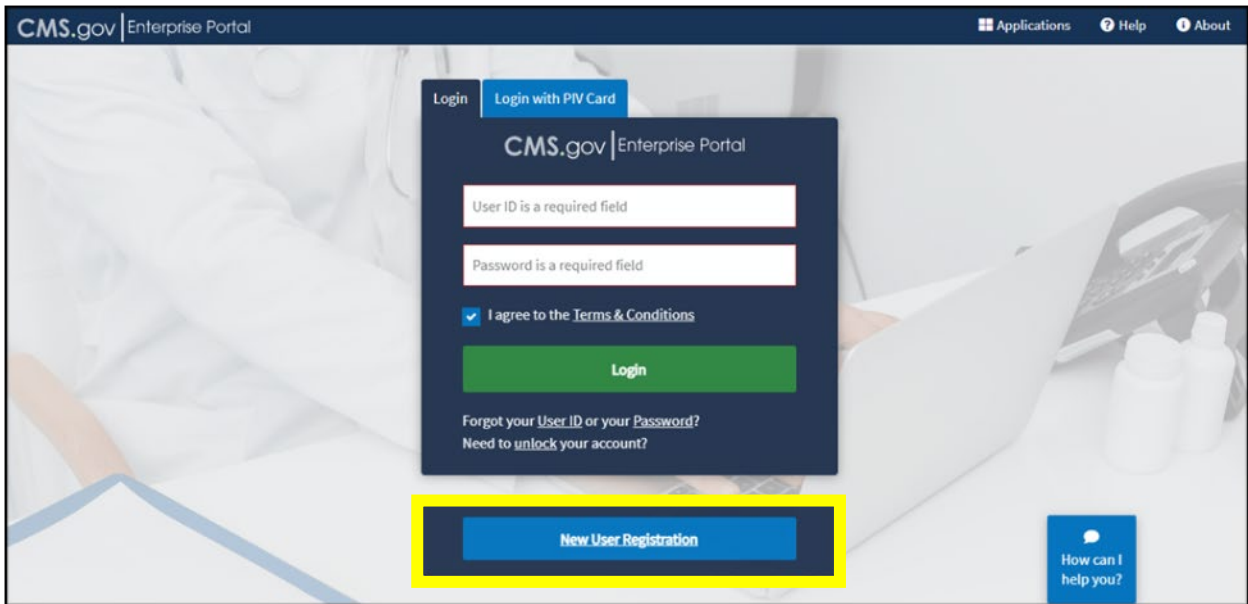 CMS.gov Enterprise Portal
Applications
Help
About
Login
Login with PIV Card
CMS.gov Enterprise Portal
User ID is a required field
Password is a required field
I agree to the Terms & Conditions
Login
Forgot your User ID or your Password?
Need to unlock your account?
New User Registration
How can I
help you?